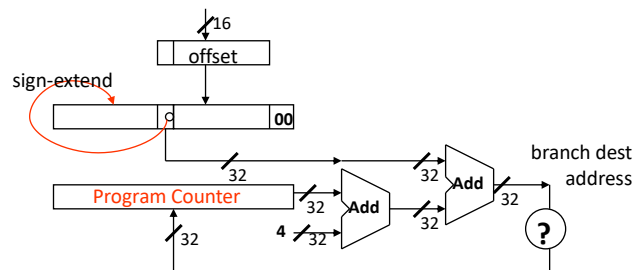 16
offset
sign-extend
00
32
32
branch dest
address
Program Counter
32
Add
Add
32
32
4
32
32
?